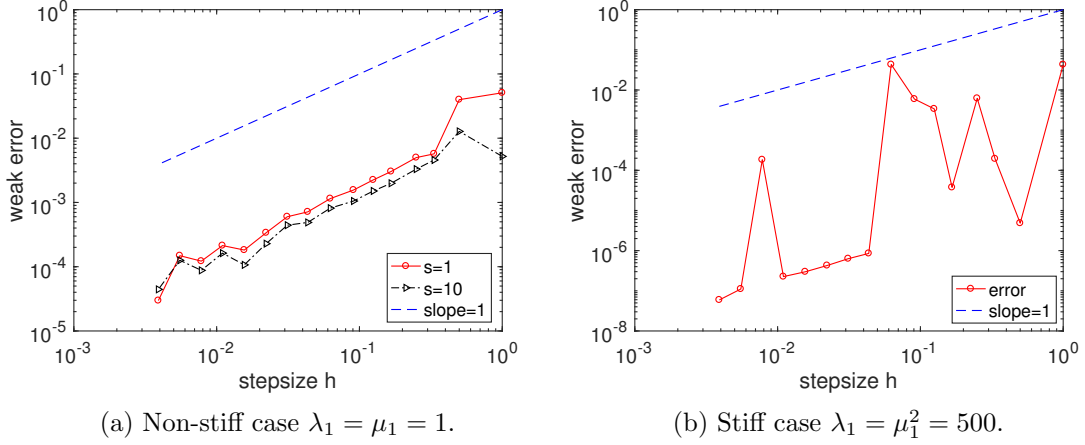 10^0
10^-1
10^-2
10^-3
10^-4
10^-5
weak error
s=1
s=10
slope=1
10^-3
10^-2
10^-1
10^0
stepsize h
(a) Non-stiff case λ₁ = μ₁ = 1.
10^0
10^-2
10^-4
10^-6
10^-8
weak error
error
slope=1
10^-3
10^-2
10^-1
10^0
stepsize h
(b) Stiff case λ₁ = μ₁² = 500.